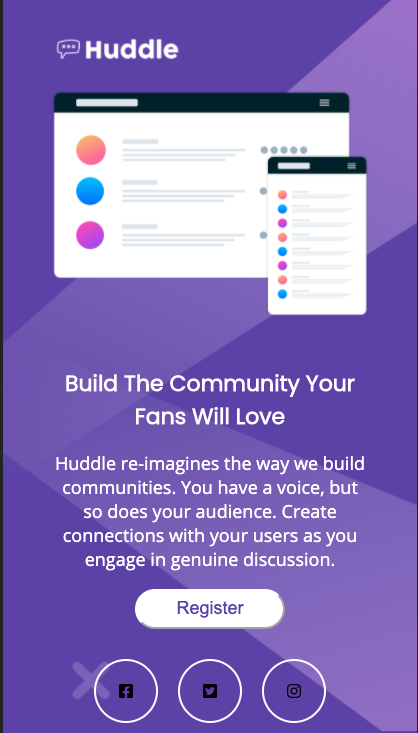 Huddle
Build The Community Your
Fans Will Love
Huddle re-imagines the way we build
communities. You have a voice, but
so does your audience. Create
connections with your users as you
engage in genuine discussion.
Register